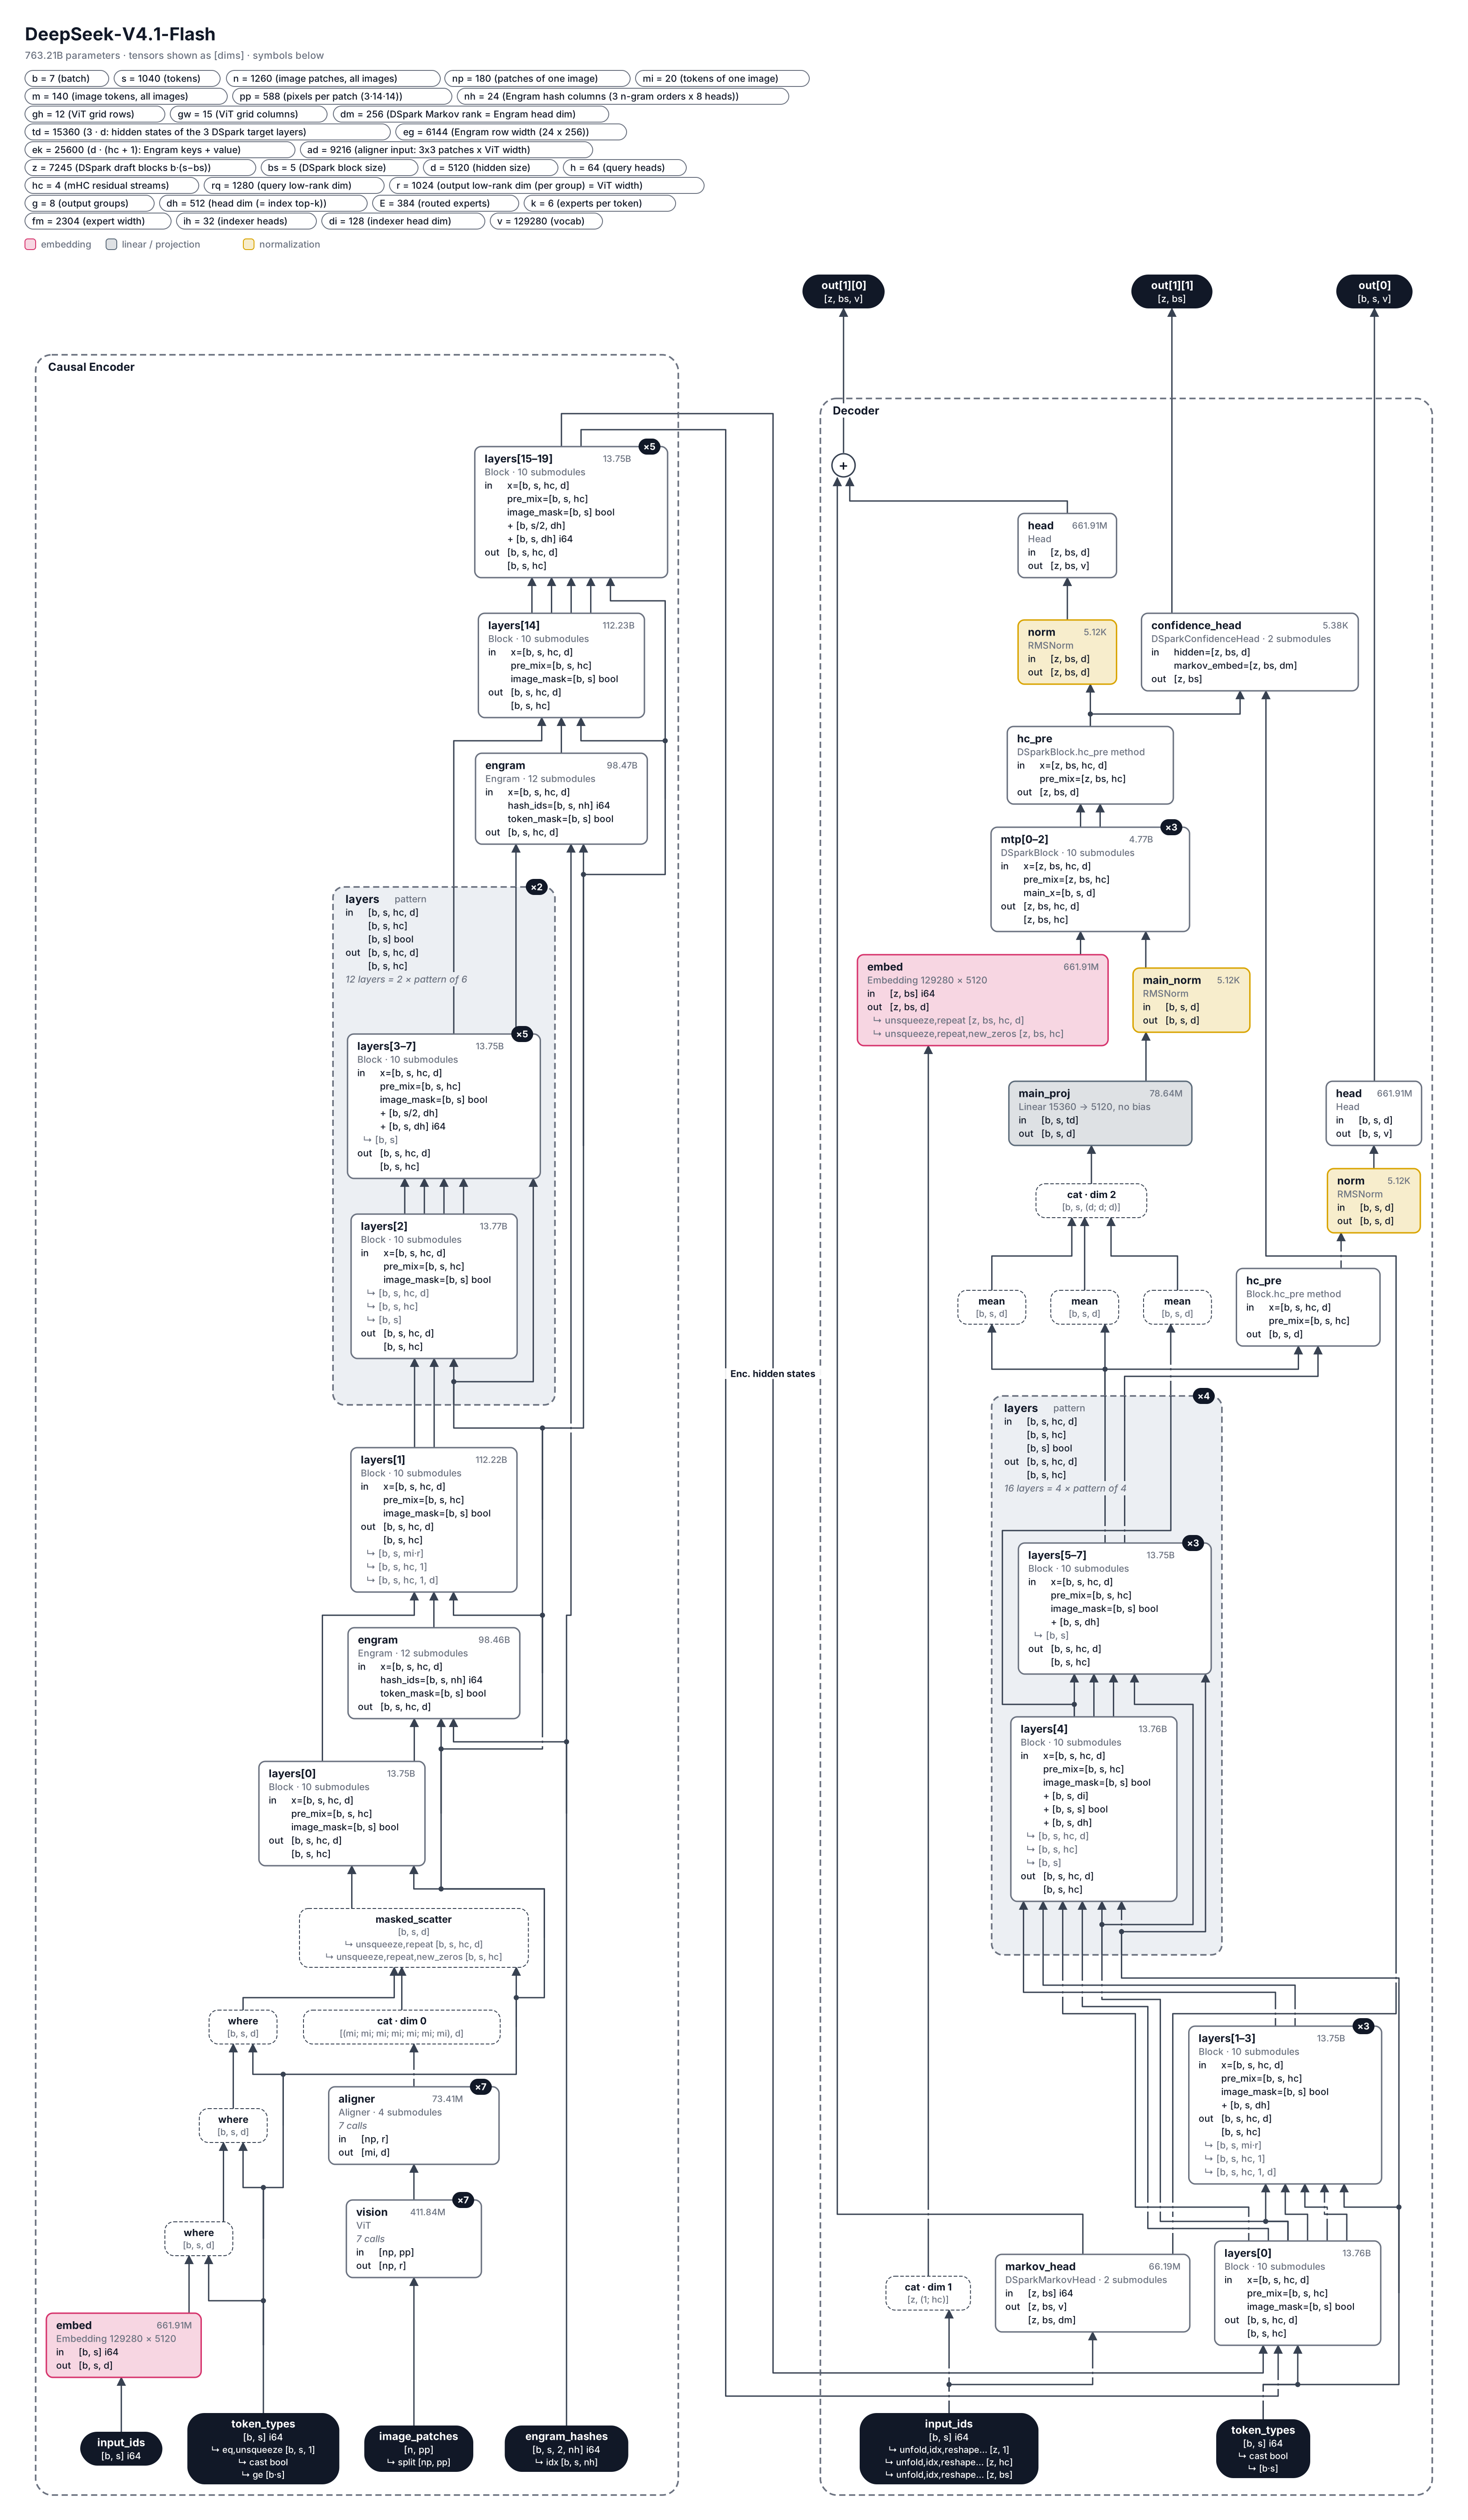 DeepSeek-V4.1-Flash
763.21B parameters · tensors shown as [dims] · symbols below
b = 7 (batch)
s = 1040 (tokens)
n = 1260 (image patches, all images)
np = 180 (patches of one image)
mi = 20 (tokens of one image)
m = 140 (image tokens, all images)
pp = 588 (pixels per patch (3·14·14))
nh = 24 (Engram hash columns (3 n-gram orders x 8 heads))
gh = 12 (ViT grid rows)
gw = 15 (ViT grid columns)
dm = 256 (DSpark Markov rank = Engram head dim)
td = 15360 (3 · d: hidden states of the 3 DSpark target layers)
eg = 6144 (Engram row width (24 x 256))
ek = 25600 (d · (hc + 1): Engram keys + value)
ad = 9216 (aligner input: 3x3 patches x ViT width)
z = 7245 (DSpark draft blocks b·(s−bs))
bs = 5 (DSpark block size)
d = 5120 (hidden size)
h = 64 (query heads)
hc = 4 (mHC residual streams)
rq = 1280 (query low-rank dim)
r = 1024 (output low-rank dim (per group) = ViT width)
g = 8 (output groups)
dh = 512 (head dim (= index top-k))
E = 384 (routed experts)
k = 6 (experts per token)
fm = 2304 (expert width)
ih = 32 (indexer heads)
di = 128 (indexer head dim)
v = 129280 (vocab)
embedding
linear / projection
normalization
out[1][0]
[z, bs, v]
out[1][1]
[z, bs]
out[0]
[b, s, v]
Causal Encoder
×5
layers[15–19] 13.75B
Block · 10 submodules
in x=[b, s, hc, d]
pre_mix=[b, s, hc]
image_mask=[b, s] bool
+ [b, s/2, dh]
+ [b, s, dh] i64
out [b, s, hc, d]
[b, s, hc]
layers[14] 112.23B
Block · 10 submodules
in x=[b, s, hc, d]
pre_mix=[b, s, hc]
image_mask=[b, s] bool
out [b, s, hc, d]
[b, s, hc]
engram 98.47B
Engram · 12 submodules
in x=[b, s, hc, d]
hash_ids=[b, s, nh] i64
token_mask=[b, s] bool
out [b, s, hc, d]
×2
layers pattern
in [b, s, hc, d]
[b, s, hc]
[b, s] bool
out [b, s, hc, d]
[b, s, hc]
12 layers = 2 × pattern of 6
×5
layers[3–7] 13.75B
Block · 10 submodules
in x=[b, s, hc, d]
pre_mix=[b, s, hc]
image_mask=[b, s] bool
+ [b, s/2, dh]
+ [b, s, dh] i64
↳ [b, s]
out [b, s, hc, d]
[b, s, hc]
layers[2] 13.77B
Block · 10 submodules
in x=[b, s, hc, d]
pre_mix=[b, s, hc]
image_mask=[b, s] bool
↳ [b, s, hc, d]
↳ [b, s, hc]
↳ [b, s]
out [b, s, hc, d]
[b, s, hc]
layers[1] 112.22B
Block · 10 submodules
in x=[b, s, hc, d]
pre_mix=[b, s, hc]
image_mask=[b, s] bool
out [b, s, hc, d]
[b, s, hc]
↳ [b, s, mi·r]
↳ [b, s, hc, 1]
↳ [b, s, hc, 1, d]
engram 98.46B
Engram · 12 submodules
in x=[b, s, hc, d]
hash_ids=[b, s, nh] i64
token_mask=[b, s] bool
out [b, s, hc, d]
layers[0] 13.75B
Block · 10 submodules
in x=[b, s, hc, d]
pre_mix=[b, s, hc]
image_mask=[b, s] bool
out [b, s, hc, d]
[b, s, hc]
masked_scatter
[b, s, d]
↳ unsqueeze,repeat [b, s, hc, d]
↳ unsqueeze,repeat,new_zeros [b, s, hc]
where
[b, s, d]
cat · dim 0
[(mi; mi; mi; mi; mi; mi; mi), d]
×7
aligner 73.41M
Aligner · 4 submodules
7 calls
in [np, r]
out [mi, d]
where
[b, s, d]
×7
vision 411.84M
ViT
7 calls
in [np, pp]
out [np, r]
where
[b, s, d]
embed 661.91M
Embedding 129280 × 5120
in [b, s] i64
out [b, s, d]
input_ids
[b, s] i64
token_types
[b, s] i64
↳ eq,unsqueeze [b, s, 1]
↳ cast bool
↳ ge [b·s]
image_patches
[n, pp]
↳ split [np, pp]
engram_hashes
[b, s, 2, nh] i64
↳ idx [b, s, nh]
Enc. hidden states
Decoder
+
head 661.91M
Head
in [z, bs, d]
out [z, bs, v]
norm 5.12K
RMSNorm
in [z, bs, d]
out [z, bs, d]
confidence_head 5.38K
DSparkConfidenceHead · 2 submodules
in hidden=[z, bs, d]
markov_embed=[z, bs, dm]
out [z, bs]
hc_pre
DSparkBlock.hc_pre method
in x=[z, bs, hc, d]
pre_mix=[z, bs, hc]
out [z, bs, d]
×3
mtp[0–2] 4.77B
DSparkBlock · 10 submodules
in x=[z, bs, hc, d]
pre_mix=[z, bs, hc]
main_x=[b, s, d]
out [z, bs, hc, d]
[z, bs, hc]
embed 661.91M
Embedding 129280 × 5120
in [z, bs] i64
out [z, bs, d]
↳ unsqueeze,repeat [z, bs, hc, d]
↳ unsqueeze,repeat,new_zeros [z, bs, hc]
main_norm 5.12K
RMSNorm
in [b, s, d]
out [b, s, d]
main_proj 78.64M
Linear 15360 → 5120, no bias
in [b, s, td]
out [b, s, d]
head 661.91M
Head
in [b, s, d]
out [b, s, v]
cat · dim 2
[b, s, (d; d; d)]
norm 5.12K
RMSNorm
in [b, s, d]
out [b, s, d]
mean
[b, s, d]
mean
[b, s, d]
mean
[b, s, d]
hc_pre
Block.hc_pre method
in x=[b, s, hc, d]
pre_mix=[b, s, hc]
out [b, s, d]
×4
layers pattern
in [b, s, hc, d]
[b, s, hc]
[b, s] bool
out [b, s, hc, d]
[b, s, hc]
16 layers = 4 × pattern of 4
×3
layers[5–7] 13.75B
Block · 10 submodules
in x=[b, s, hc, d]
pre_mix=[b, s, hc]
image_mask=[b, s] bool
+ [b, s, dh]
↳ [b, s]
out [b, s, hc, d]
[b, s, hc]
layers[4] 13.76B
Block · 10 submodules
in x=[b, s, hc, d]
pre_mix=[b, s, hc]
image_mask=[b, s] bool
+ [b, s, di]
+ [b, s, s] bool
+ [b, s, dh]
↳ [b, s, hc, d]
↳ [b, s, hc]
↳ [b, s]
out [b, s, hc, d]
[b, s, hc]
×3
layers[1–3] 13.75B
Block · 10 submodules
in x=[b, s, hc, d]
pre_mix=[b, s, hc]
image_mask=[b, s] bool
+ [b, s, dh]
out [b, s, hc, d]
[b, s, hc]
↳ [b, s, mi·r]
↳ [b, s, hc, 1]
↳ [b, s, hc, 1, d]
layers[0] 13.76B
Block · 10 submodules
in x=[b, s, hc, d]
pre_mix=[b, s, hc]
image_mask=[b, s] bool
out [b, s, hc, d]
[b, s, hc]
markov_head 66.19M
DSparkMarkovHead · 2 submodules
in [z, bs] i64
out [z, bs, v]
[z, bs, dm]
cat · dim 1
[z, (1; hc)]
input_ids
[b, s] i64
↳ unfold,idx,reshape… [z, 1]
↳ unfold,idx,reshape… [z, hc]
↳ unfold,idx,reshape… [z, bs]
token_types
[b, s] i64
↳ cast bool
↳ [b·s]